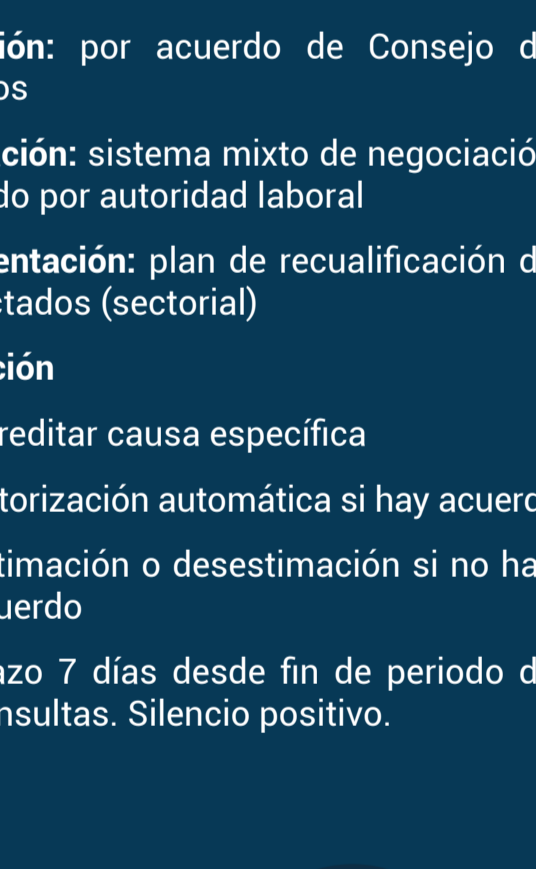 ión: por acuerdo de Consejo d
os
ción: sistema mixto de negociació
do por autoridad laboral
entación: plan de recualificación d
ctados (sectorial)
ción
reditar causa específica
torización automática si hay acuerd
timación o desestimación si no ha
uerdo
azo 7 días desde fin de periodo d
nsultas. Silencio positivo.